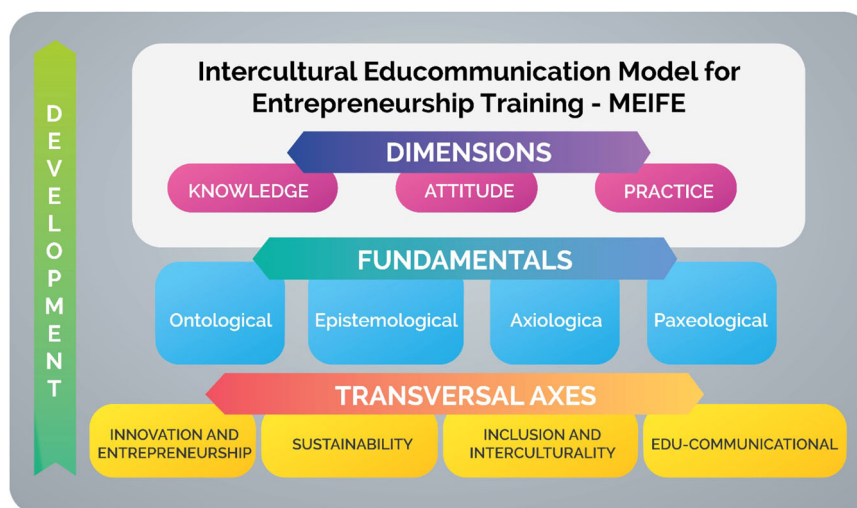 Intercultural Educommunication Model for
Entrepreneurship Training - MEIFE
DEVELOPMENT
DIMENSIONS
KNOWLEDGE
ATTITUDE
PRACTICE
FUNDAMENTALS
Ontological
Epistemological
Axiologica
Paxeological
TRANSVERSAL AXES
INNOVATION AND
ENTREPRENEURSHIP
SUSTAINABILITY
INCLUSION AND
INTERCULTURALITY
EDU-COMMUNICATIONAL